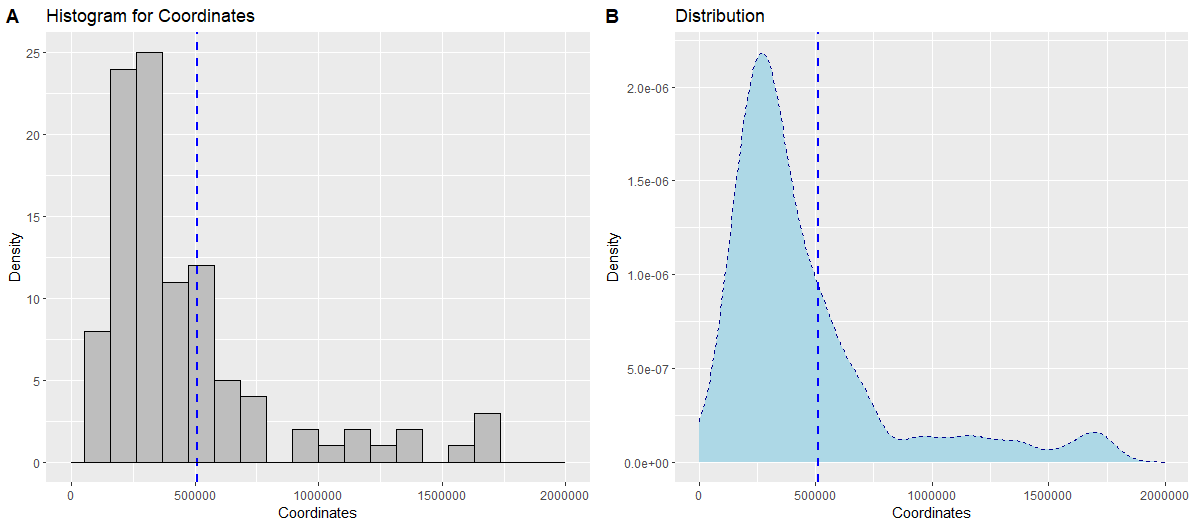 A
Histogram for Coordinates
Density
25
20
15
10
5
0
0
500000
1000000
1500000
2000000
Coordinates
B
Distribution
Density
2.0e-06
1.5e-06
1.0e-06
5.0e-07
0.0e+00
0
500000
1000000
1500000
2000000
Coordinates